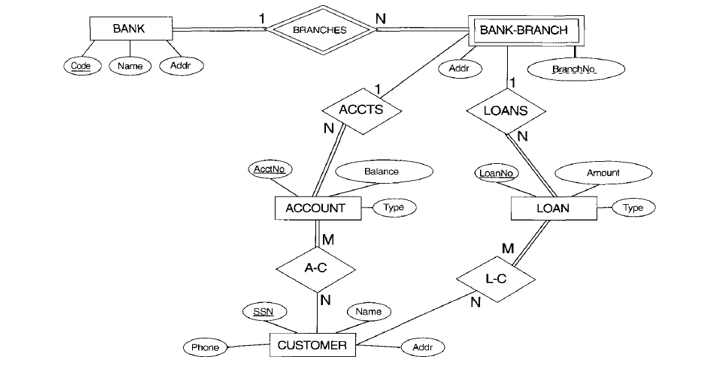 1 N
BANK BRANCHES BANK-BRANCH
Code Name Addr Addr BranchNo
1 1
ACCTS LOANS
N N
AcctNo Balance LoanNo Amount
ACCOUNT Type LOAN Type
M M
A-C L-C
N N
SSN Name
Phone CUSTOMER Addr